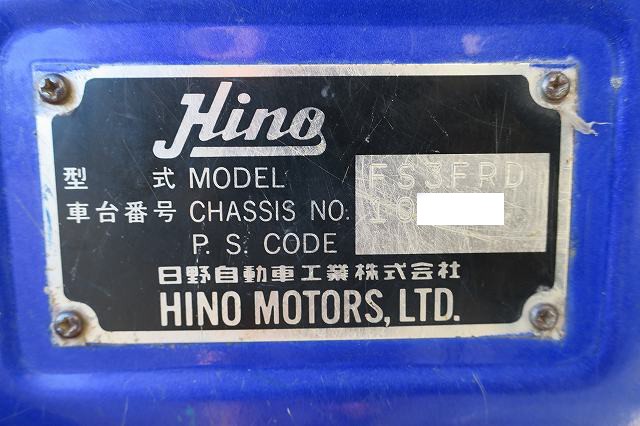 Hino
型式 MODEL FS3FRD
車台番号 CHASSIS NO. 10
P. S. CODE
日野自動車工業株式会社
HINO MOTORS, LTD.